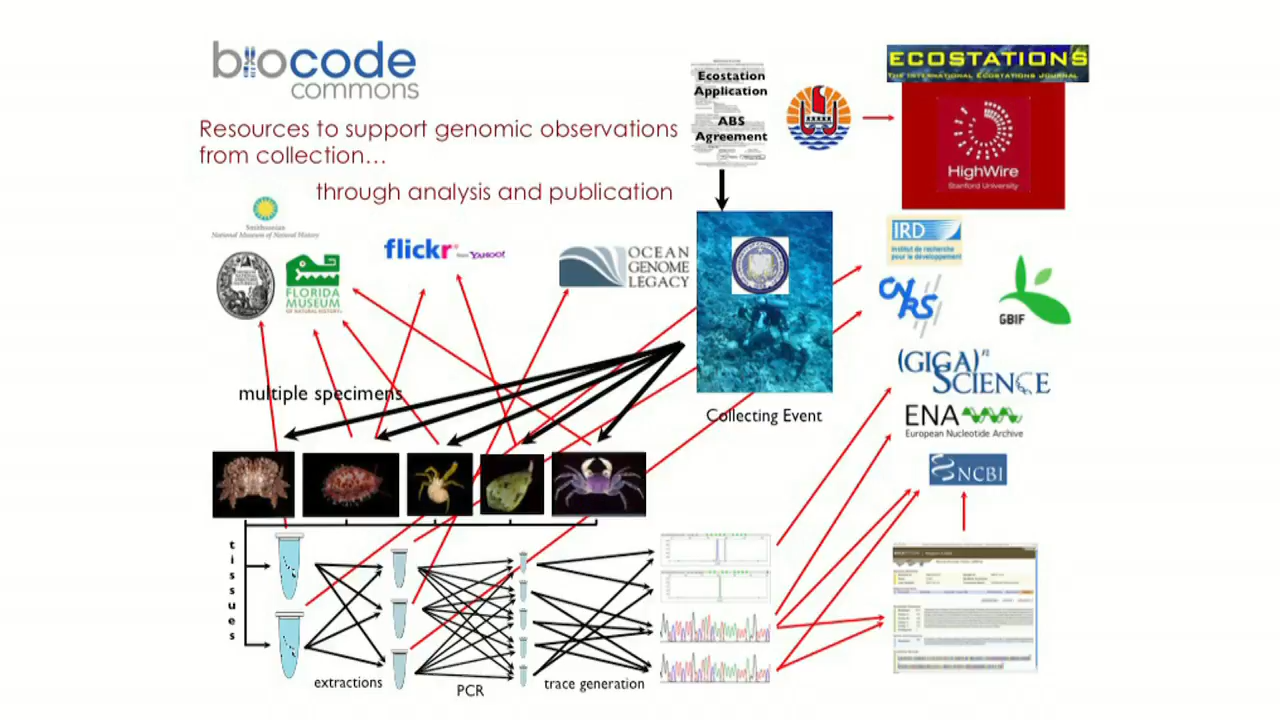 biocode
commons
Resources to support genomic observations
from collection…
through analysis and publication
Ecostation
Application
ABS
Agreement
ECOSTATIONS
THE INTERNATIONAL ECOSTATIONS JOURNAL
HighWire
Stanford University
Smithsonian
National Museum of Natural History
FLORIDA
MUSEUM
OF NATURAL HISTORY
flickr from YAHOO!
OCEAN
GENOME
LEGACY
IRD
Institut de recherche
pour le développement
CNRS
GBIF
(GIGA)n
SCIENCE
ENA
European Nucleotide Archive
NCBI
multiple specimens
Collecting Event
tissues
extractions
PCR
trace generation